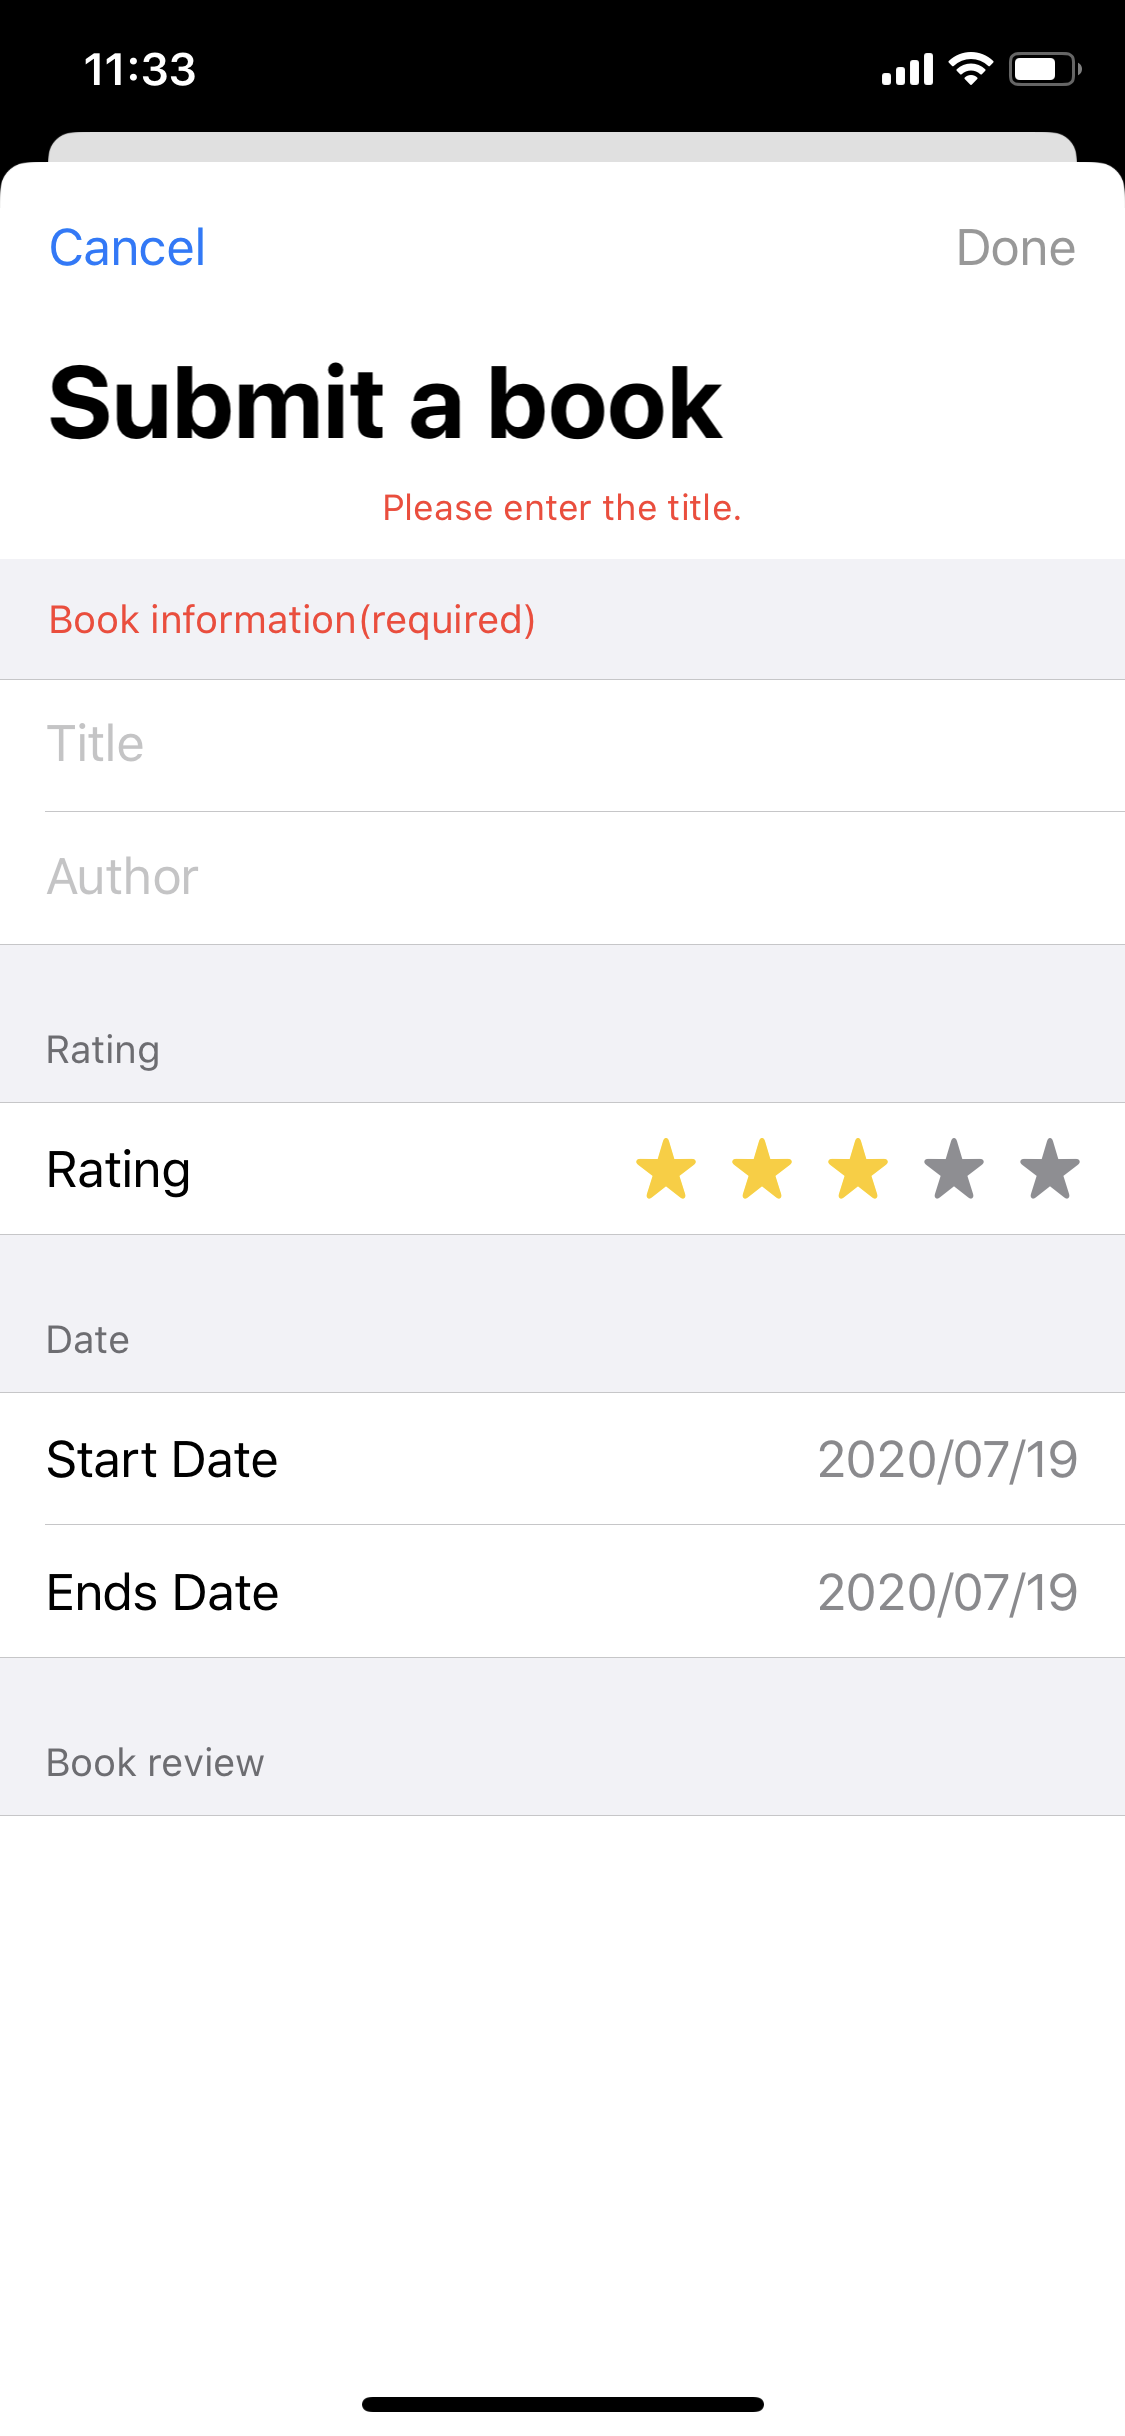 11:33
Cancel
Done
Submit a book
Please enter the title.
Book information(required)
Title
Author
Rating
Rating
Date
Start Date
2020/07/19
Ends Date
2020/07/19
Book review